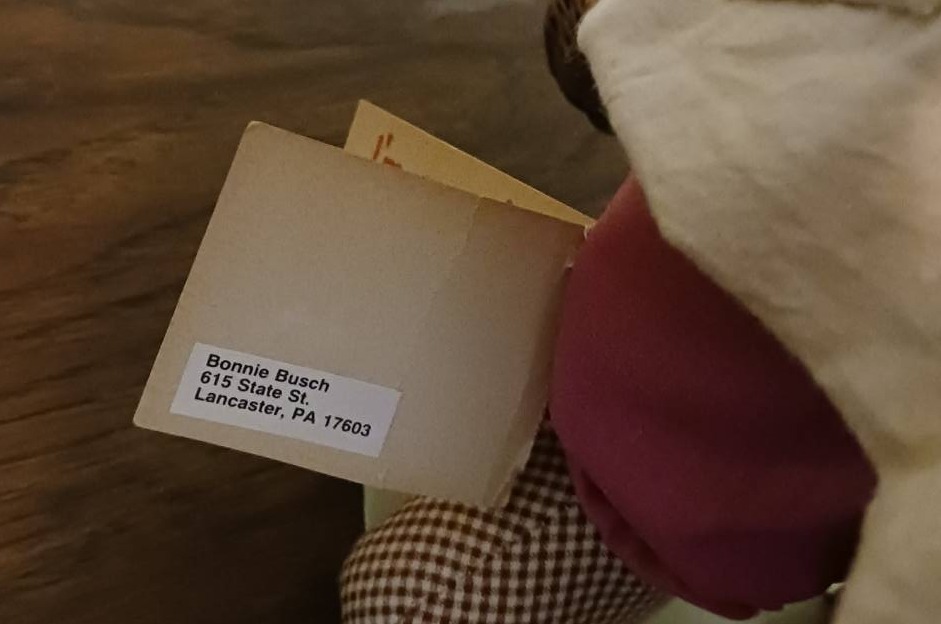 I'm
Bonnie Busch
615 State St.
Lancaster, PA 17603